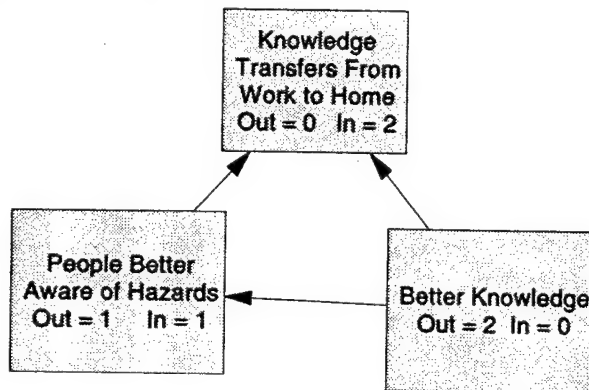 Knowledge
Transfers From
Work to Home
Out = 0 In = 2
People Better
Aware of Hazards
Out = 1 In = 1
Better Knowledge
Out = 2 In = 0